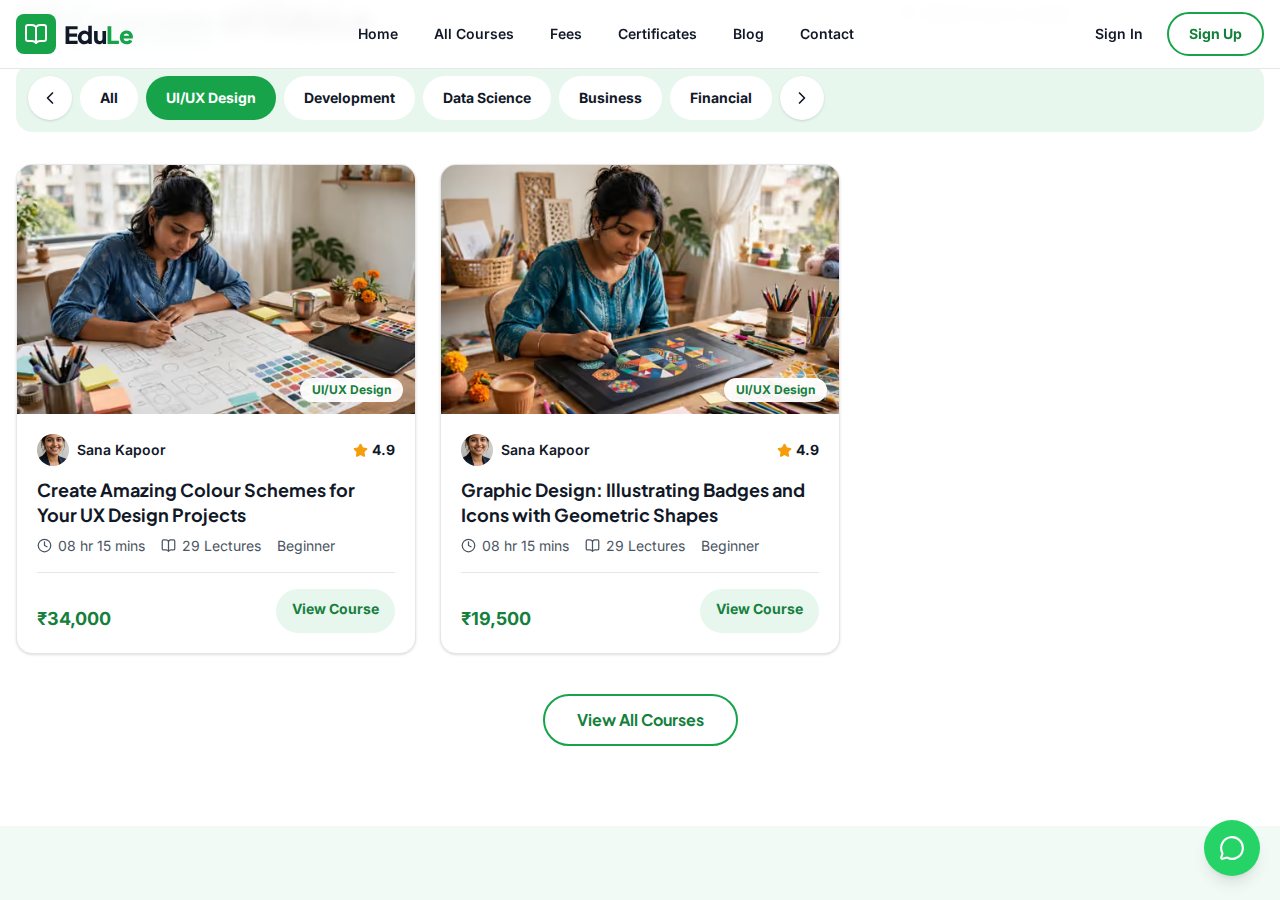 EduLe
Home
All Courses
Fees
Certificates
Blog
Contact
Sign In
Sign Up
All
UI/UX Design
Development
Data Science
Business
Financial
UI/UX Design
UI/UX Design
Sana Kapoor
4.9
Create Amazing Colour Schemes for
Your UX Design Projects
08 hr 15 mins
29 Lectures
Beginner
₹34,000
View Course
Sana Kapoor
4.9
Graphic Design: Illustrating Badges and
Icons with Geometric Shapes
08 hr 15 mins
29 Lectures
Beginner
₹19,500
View Course
View All Courses